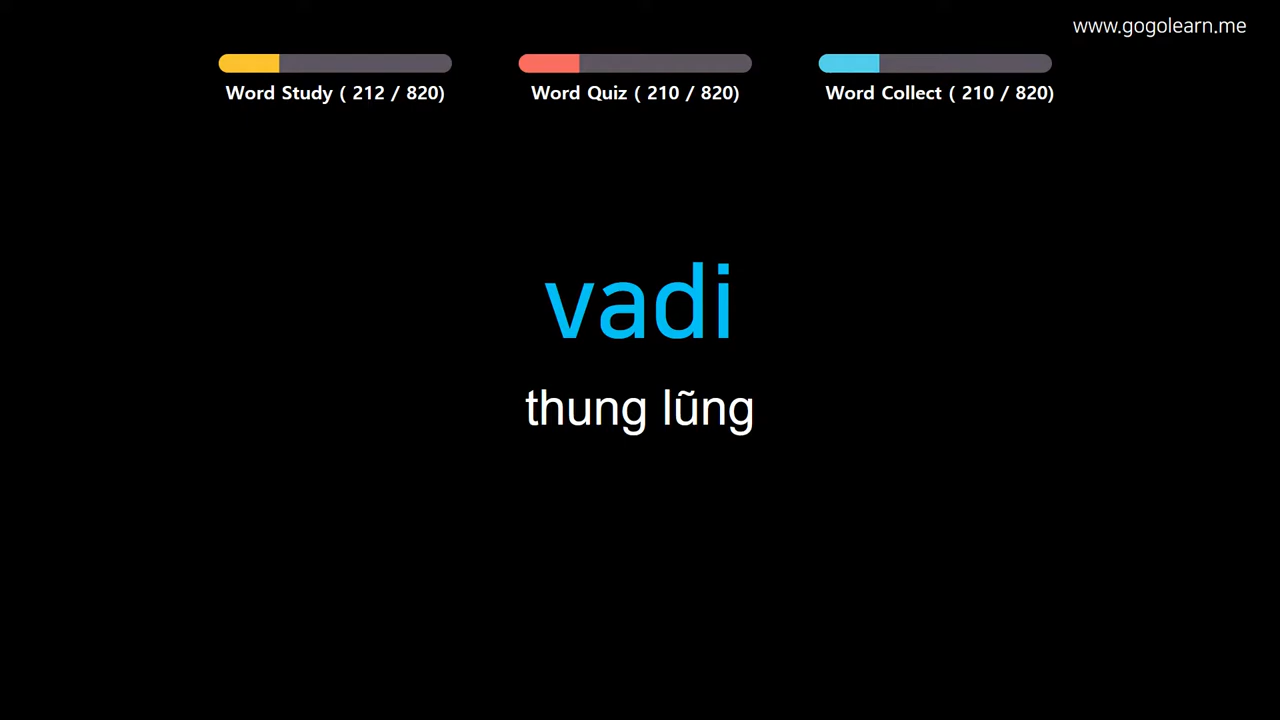 www.gogolearn.me
Word Study ( 212 / 820)
Word Quiz ( 210 / 820)
Word Collect ( 210 / 820)
vadi
thung lũng